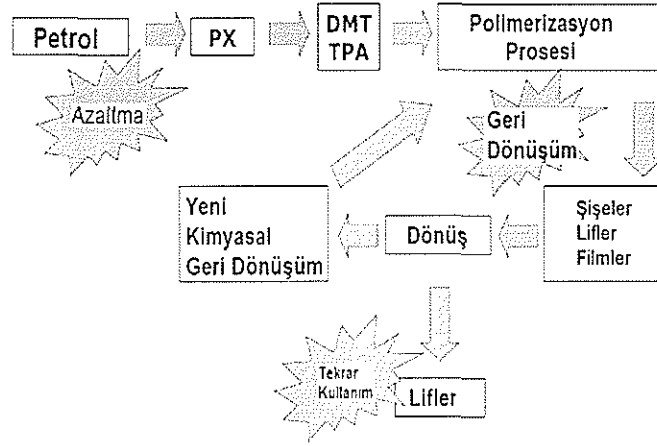 Petrol
PX
DMT
TPA
Polimerizasyon
Prosesi
Azaltma
Geri
Dönüşüm
Yeni
Kimyasal
Geri Dönüşüm
Dönüş
Şişeler
Lifler
Filmler
Tekrar
Kullanım
Lifler